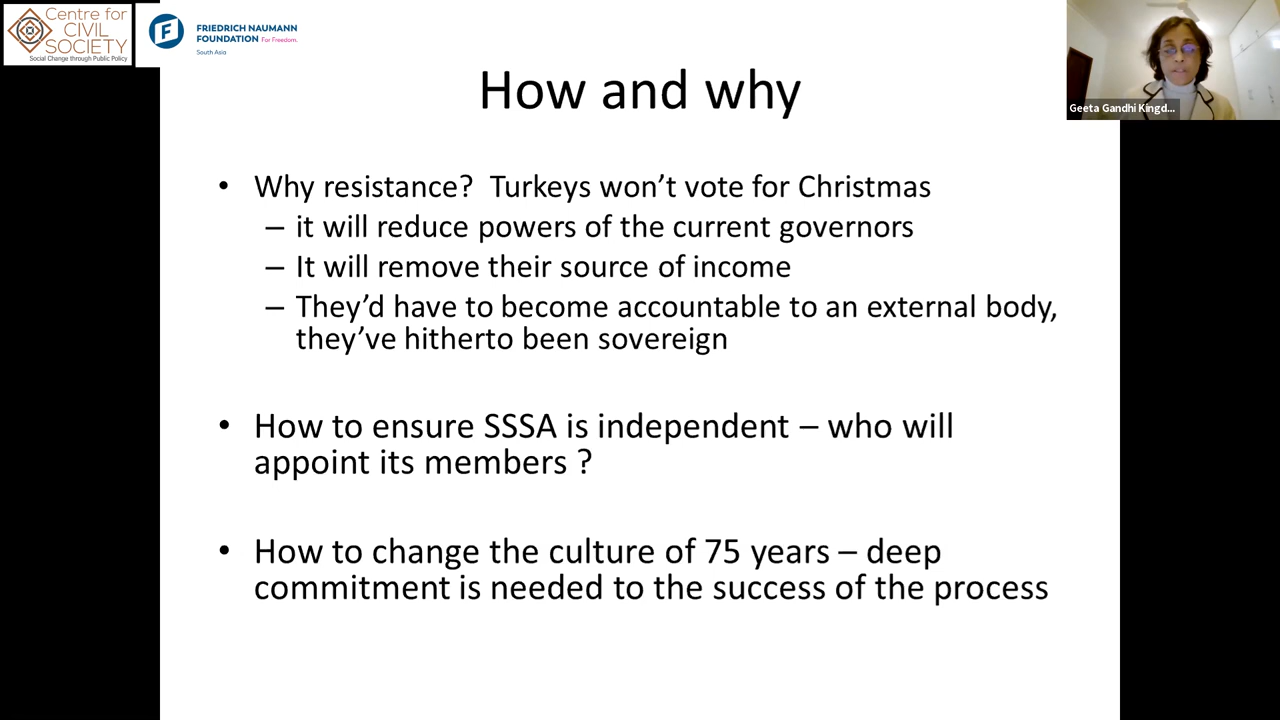 Centre for
CIVIL
SOCIETY
Social Change through Public Policy
FRIEDRICH NAUMANN
FOUNDATION For Freedom.
South Asia
Geeta Gandhi Kingd...
How and why
• Why resistance? Turkeys won’t vote for Christmas
– it will reduce powers of the current governors
– It will remove their source of income
– They’d have to become accountable to an external body,
they’ve hitherto been sovereign
• How to ensure SSSA is independent – who will
appoint its members ?
• How to change the culture of 75 years – deep
commitment is needed to the success of the process